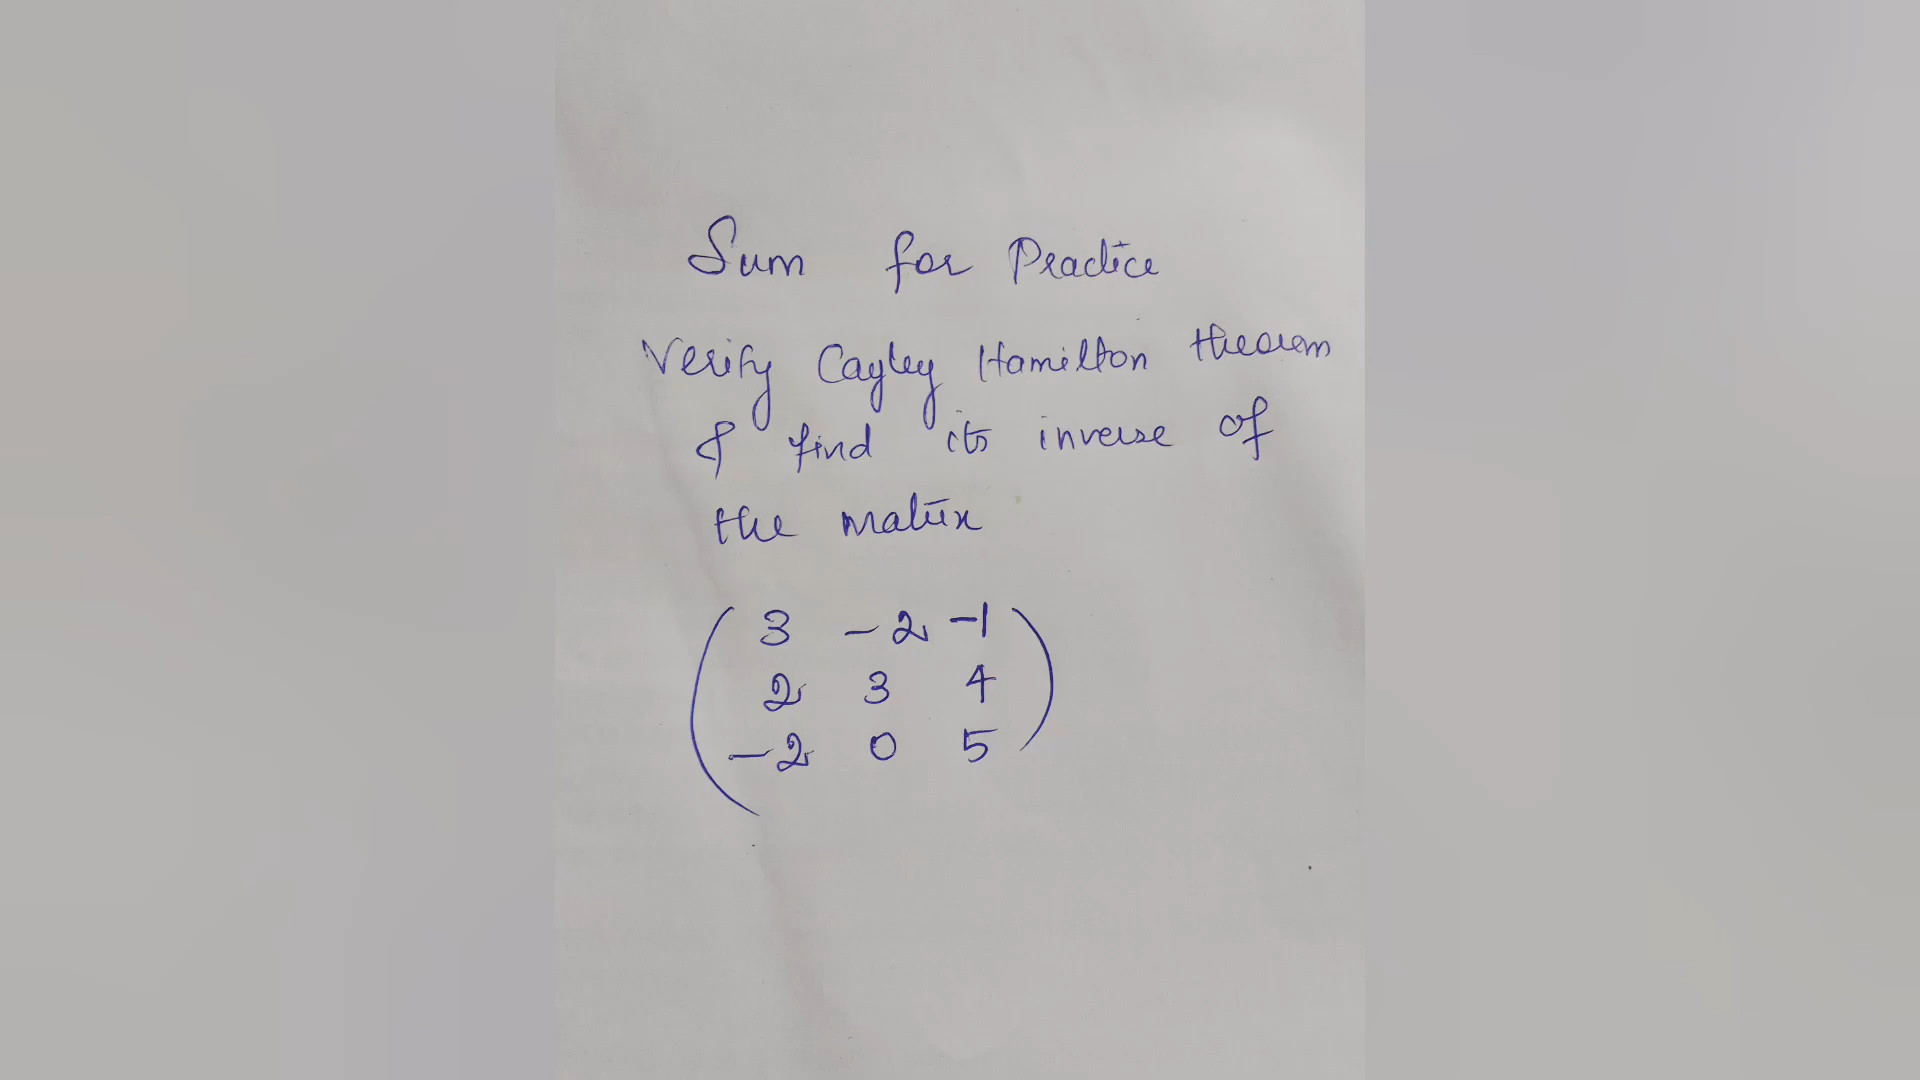 Sum for Practice
Verify Cayley Hamilton theorem
& find its inverse of
the matrix
3 -2 -1
2 3 4
-2 0 5